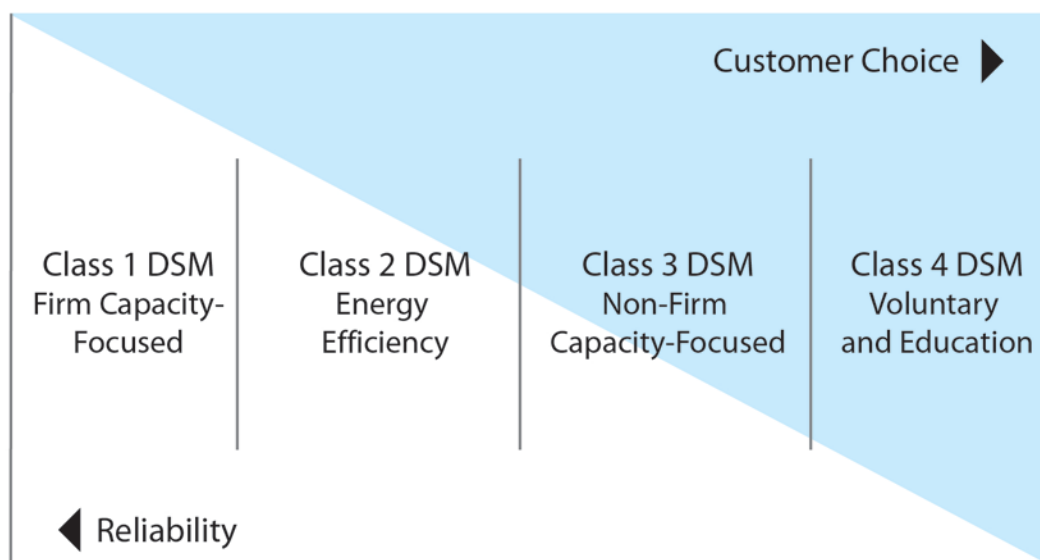 Customer Choice
Class 1 DSM
Firm Capacity-
Focused
Class 2 DSM
Energy
Efficiency
Class 3 DSM
Non-Firm
Capacity-Focused
Class 4 DSM
Voluntary
and Education
Reliability